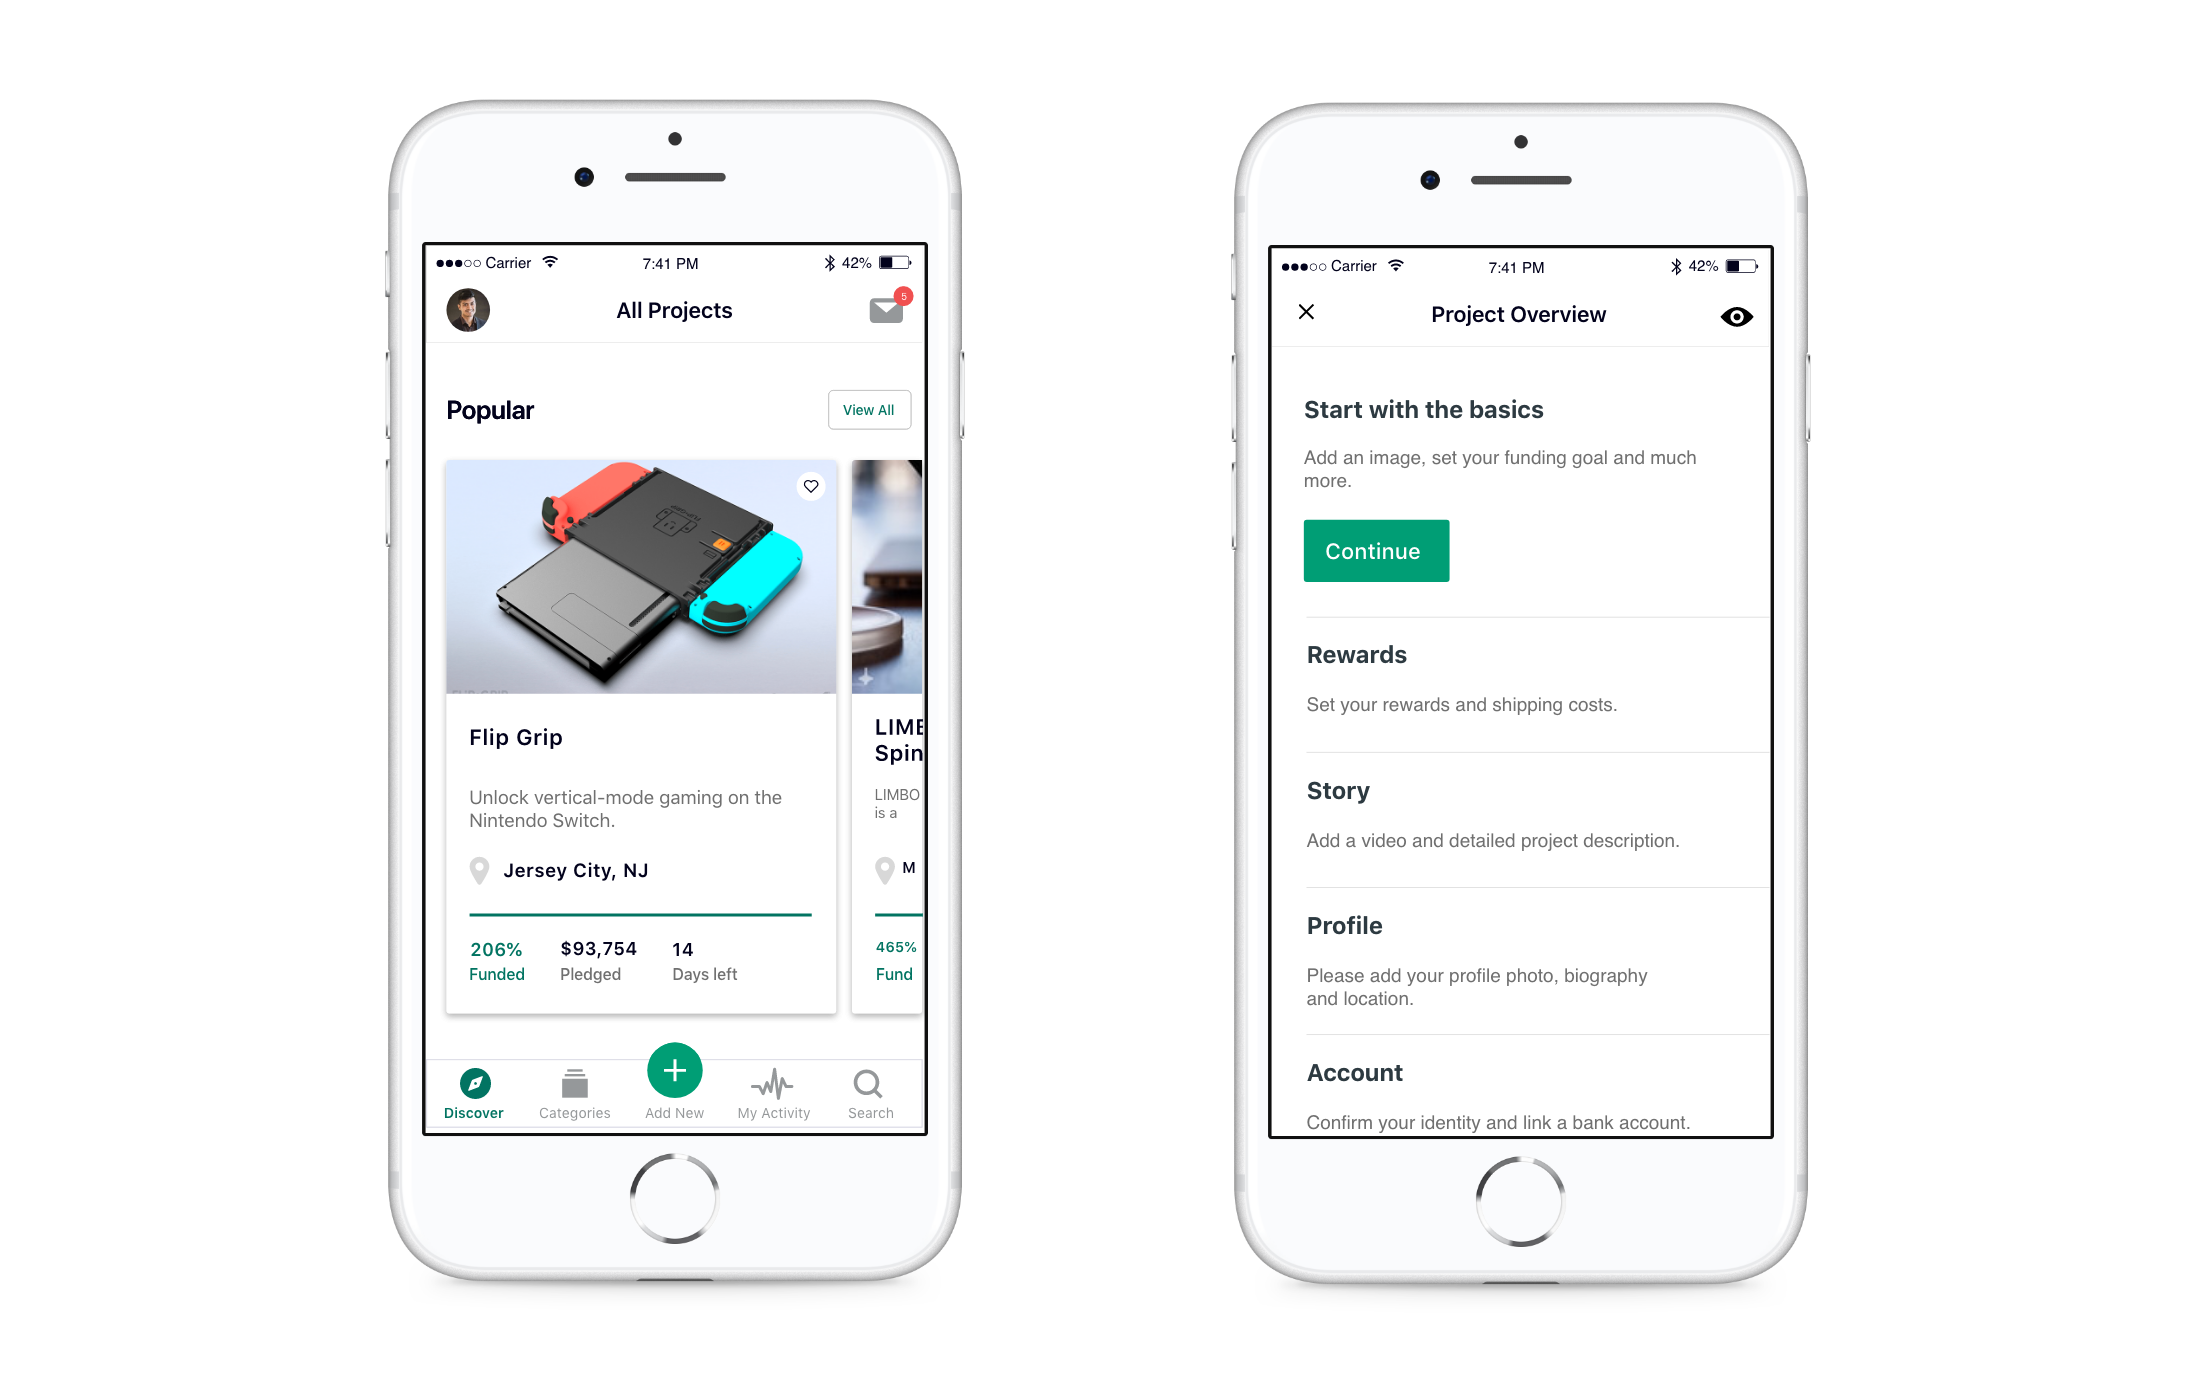 Carrier 7:41 PM 42%
All Projects
5
Popular
View All
Flip Grip
Unlock vertical-mode gaming on the
Nintendo Switch.
Jersey City, NJ
206%
Funded
$93,754
Pledged
14
Days left
LIMB
Spin
LIMBO
is a
M
465%
Fund
Discover
Categories
Add New
My Activity
Search
Carrier 7:41 PM 42%
Project Overview
Start with the basics
Add an image, set your funding goal and much
more.
Continue
Rewards
Set your rewards and shipping costs.
Story
Add a video and detailed project description.
Profile
Please add your profile photo, biography
and location.
Account
Confirm your identity and link a bank account.